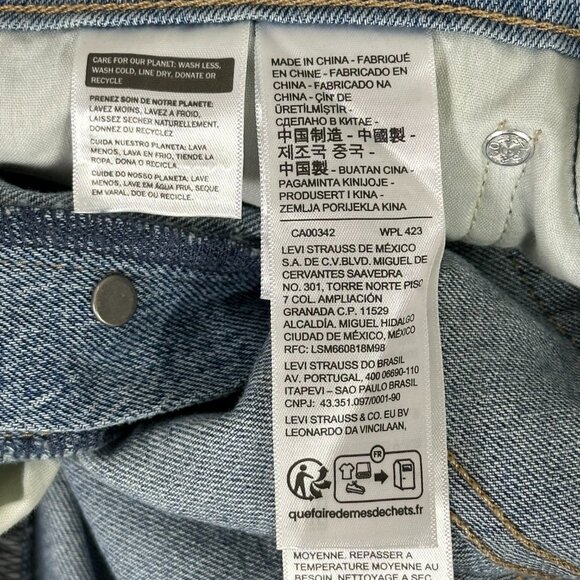 CARE FOR OUR PLANET: WASH LESS,
WASH COLD, LINE DRY, DONATE OR
RECYCLE
PRENEZ SOIN DE NOTRE PLANETE:
LAVEZ MOINS, LAVEZ A FROID,
LAISSEZ SECHER NATURELLEMENT,
DONNEZ OU RECYCLEZ
CUIDA NUESTRO PLANETA: LAVA
MENOS, LAVA EN FRIO, TIENDE LA
ROPA, DONA O RECICLA
CUIDE DO NOSSO PLANETA: LAVE
MENOS, LAVE EM ÁGUA FRIA, SEQUE
EM VARAL, DOE OU RECICLE
MADE IN
CHINA - FABRIQUÉ
EN CHINE - FABRICADO EN
CHINA - FABRICADO NA
CHINA - ÇİN' DE
ÜRETİLMİŞTİR -
СДЕЛАНО В КИТАЕ -
中国制造 - 中國製 -
제조국 중국 -
中国製 - BUATAN CINA -
PAGAMINTA KINIJOJE -
PRODUSERT I KINA -
ZEMLJA PORIJEKLA KINA
CA00342 WPL 423
LEVI STRAUSS DE MÉXICO
S.A. DE C.V.BLVD. MIGUEL DE
CERVANTES SAAVEDRA
NO. 301, TORRE NORTE PISO
7 COL. AMPLIACIÓN
GRANADA C.P. 11529
ALCALDÍA. MIGUEL HIDALGO
CIUDAD DE MÉXICO, MÉXICO
RFC: LSM660818M98
LEVI STRAUSS DO BRASIL
AV. PORTUGAL, 400 06690-110
ITAPEVI – SAO PAULO BRASIL
CNPJ: 43.351.097/0001-90
LEVI STRAUSS & CO. EU BV
LEONARDO DA VINCILAAN,
FR
quefairedemesdechets.fr
MOYENNE. REPASSER A
TEMPERATURE MOYENNE AU
BESOIN. NETTOYAGE A SEC